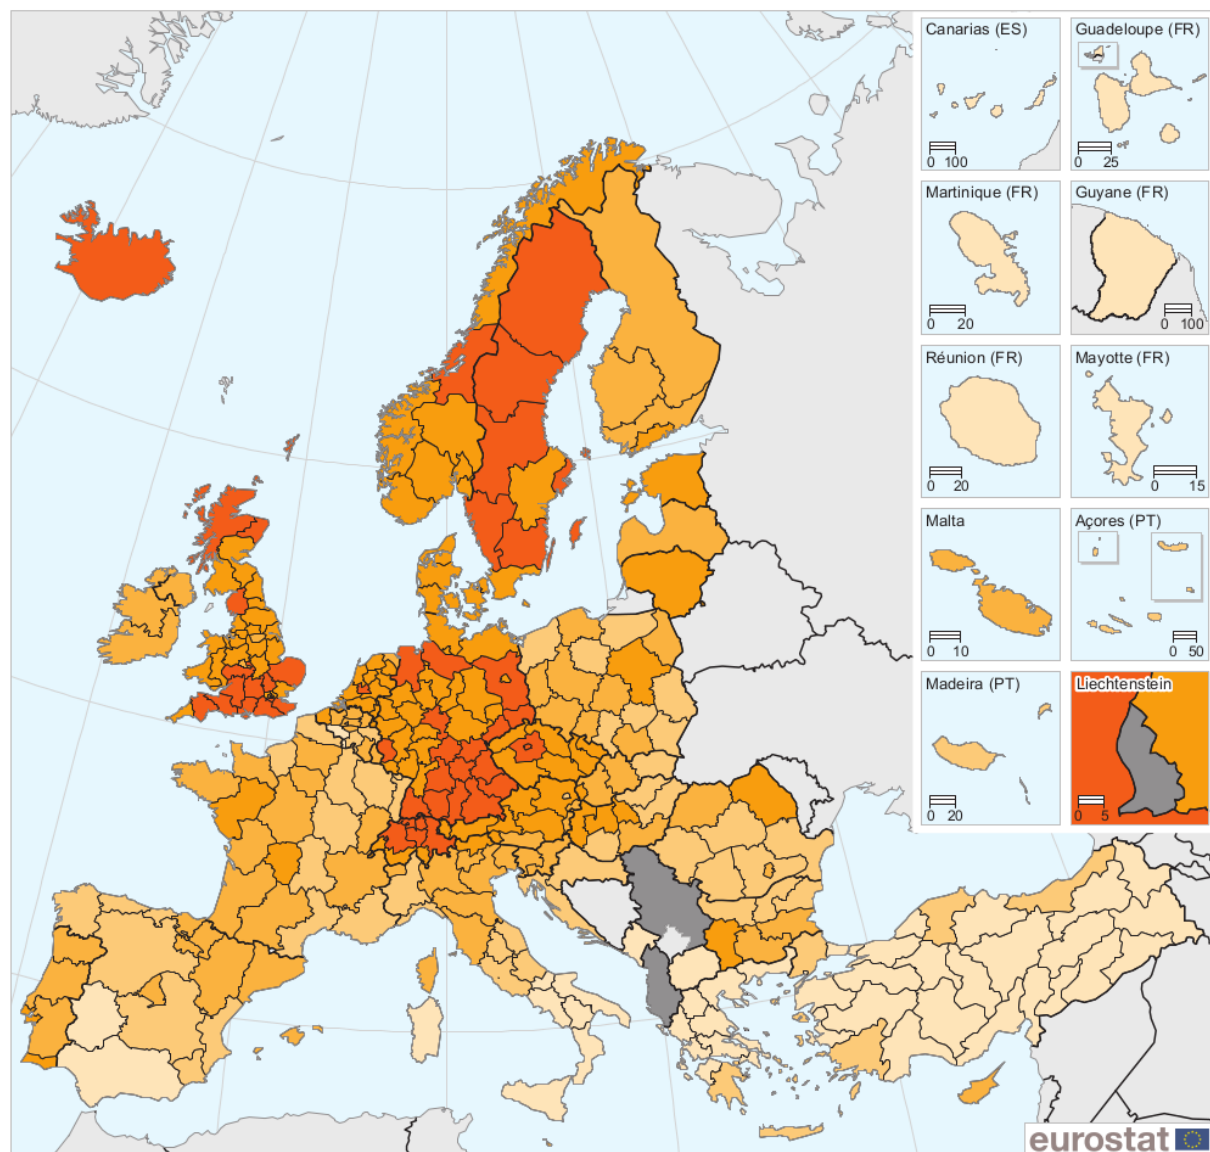 Canarias (ES)
0 100
Guadeloupe (FR)
0 25
Martinique (FR)
0 20
Guyane (FR)
0 100
Réunion (FR)
0 20
Mayotte (FR)
0 15
Malta
0 10
Açores (PT)
0 50
Madeira (PT)
0 20
Liechtenstein
0 5
eurostat